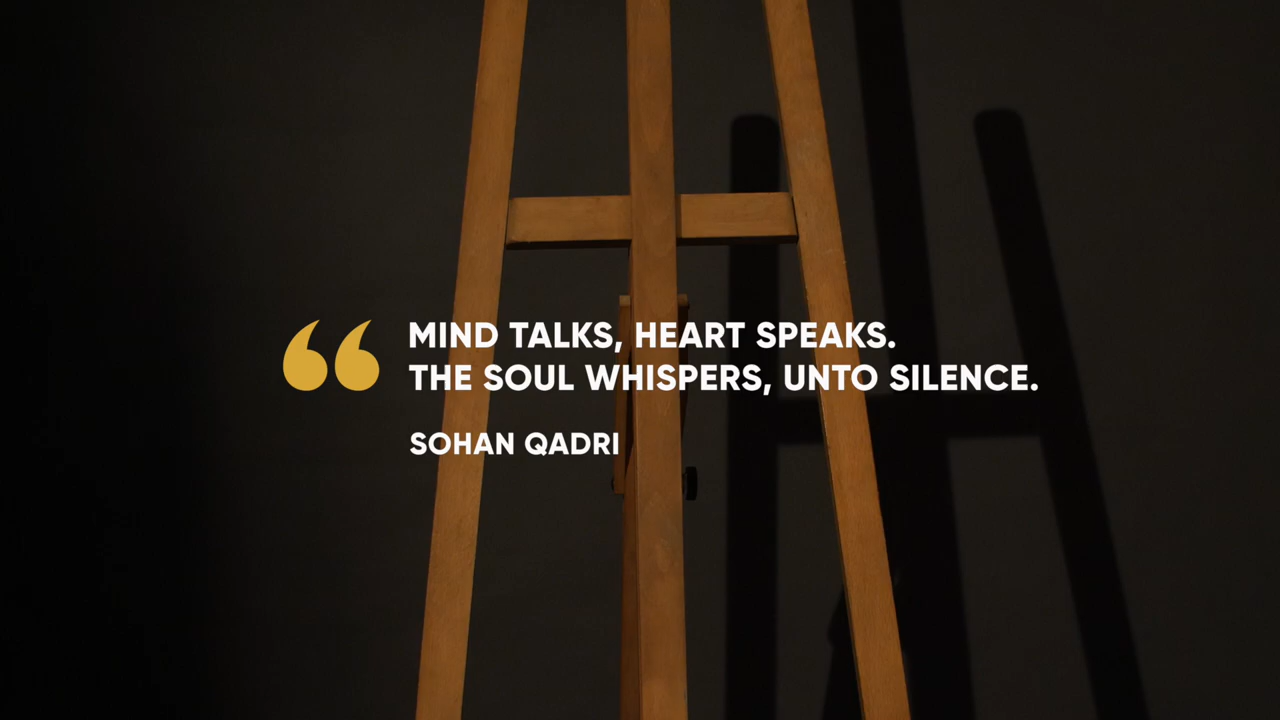 “ MIND TALKS, HEART SPEAKS.
THE SOUL WHISPERS, UNTO SILENCE.
SOHAN QADRI